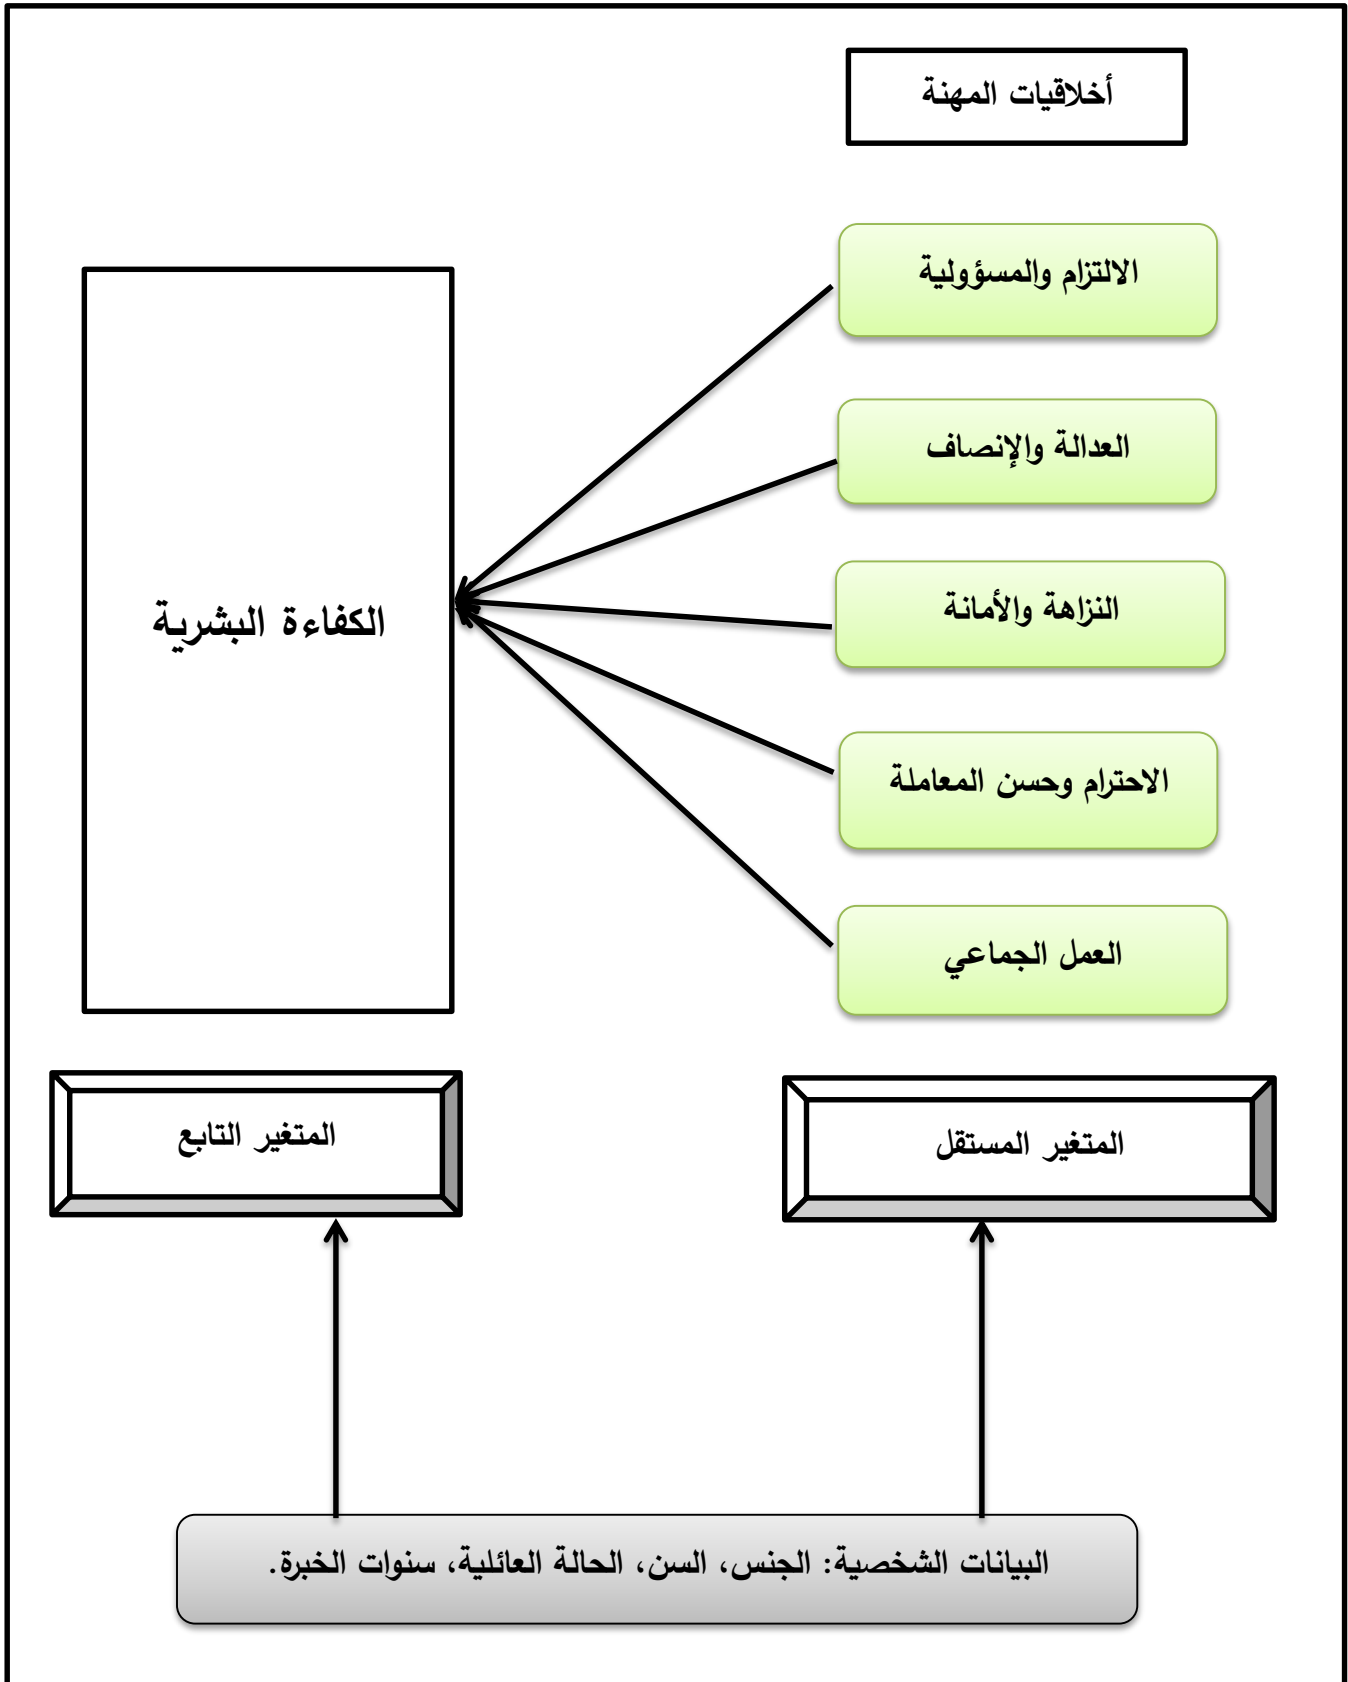 أخلاقيات المهنة
الالتزام والمسؤولية
العدالة والإنصاف
النزاهة والأمانة
الكفاءة البشرية
الاحترام وحسن المعاملة
العمل الجماعي
المتغير المستقل
المتغير التابع
البيانات الشخصية: الجنس، السن، الحالة العائلية، سنوات الخبرة.